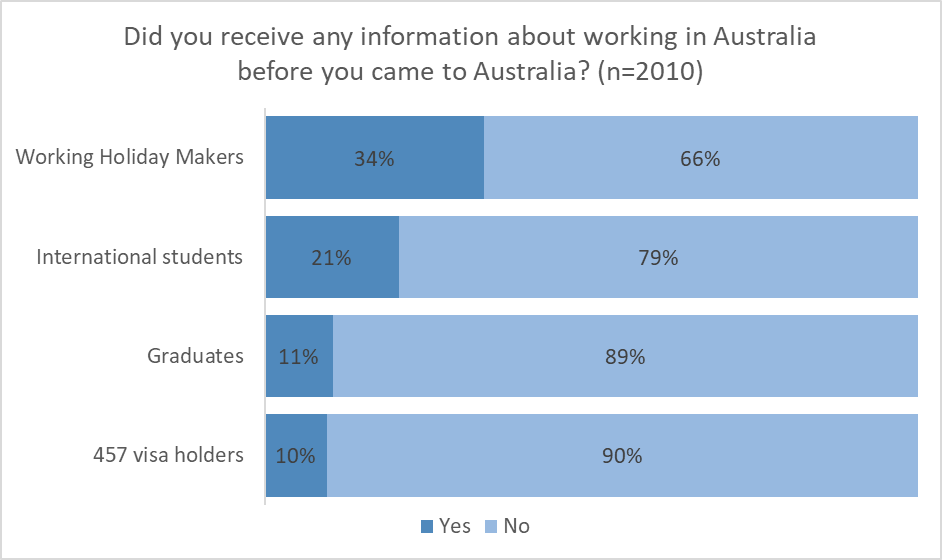 Did you receive any information about working in Australia
before you came to Australia? (n=2010)
Working Holiday Makers 34% 66%
International students 21% 79%
Graduates 11% 89%
457 visa holders 10% 90%
Yes No